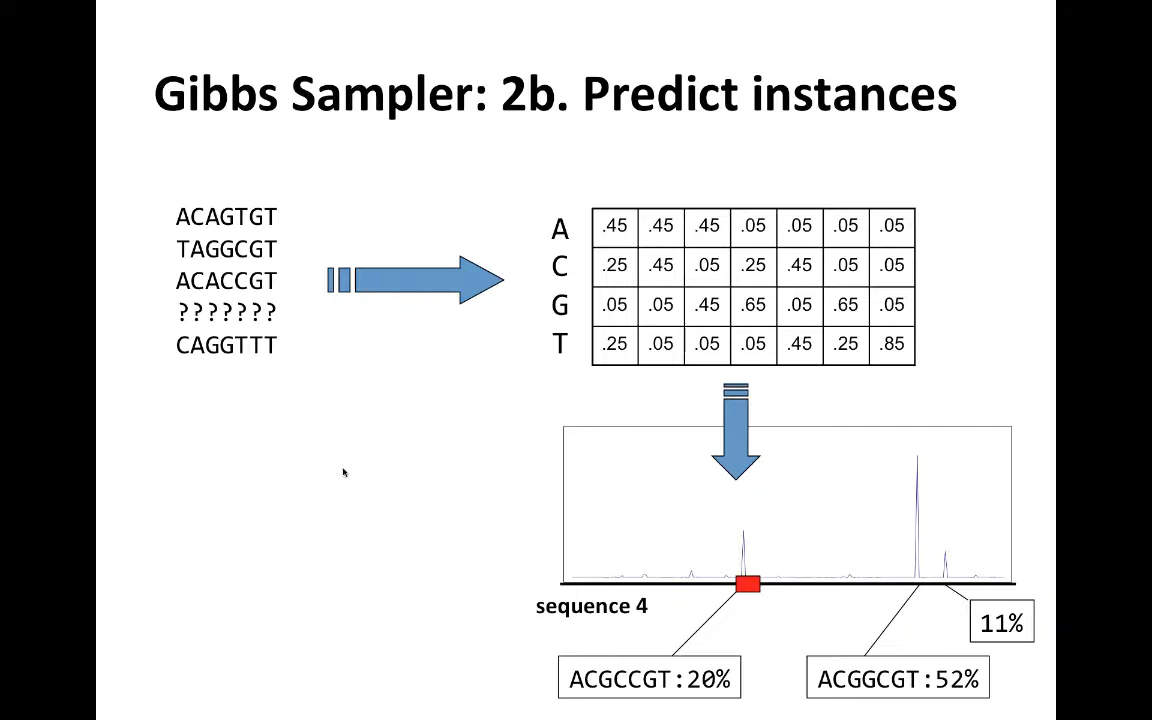 Gibbs Sampler: 2b. Predict instances
ACAGTGT
TAGGCGT
ACACCGT
???????
CAGGTTT
A .45 .45 .45 .05 .05 .05 .05
C .25 .45 .05 .25 .45 .05 .05
G .05 .05 .45 .65 .05 .65 .05
T .25 .05 .05 .05 .45 .25 .85
sequence 4
11%
ACGCCGT:20%
ACGGCGT:52%